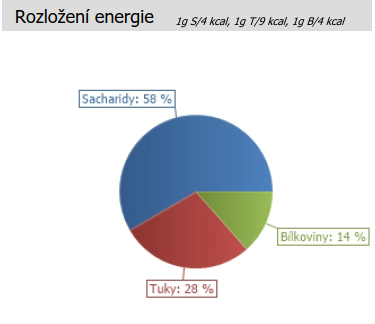 Rozložení energie 1g S/4 kcal, 1g T/9 kcal, 1g B/4 kcal
Sacharidy: 58 %
Bílkoviny: 14 %
Tuky: 28 %